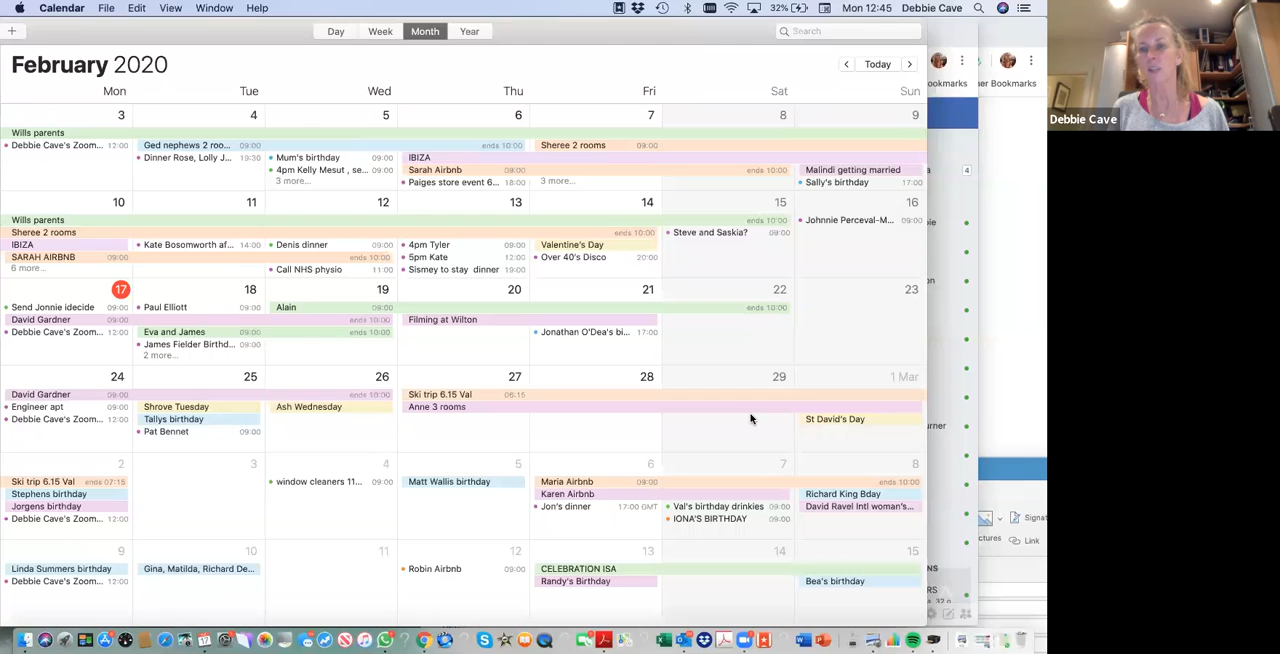 Calendar File Edit View Window Help 32% Mon 12:45 Debbie Cave
+ Day Week Month Year Search
February 2020 < Today >
Mon Tue Wed Thu Fri Sat Sun
3 4 5 6 7 8 9
Wills parents
Debbie Cave's Zoom... 12:00 Ged nephews 2 roo... 09:00 ends 10:00 Sheree 2 rooms 09:00
Dinner Rose, Lolly J... 19:30 Mum's birthday 09:00 IBIZA
4pm Kelly Mesut , se... 09:00 Sarah Airbnb 09:00 ends 10:00 Malindi getting married
3 more... Paiges store event 6... 18:00 3 more... Sally's birthday 17:00
10 11 12 13 14 15 16
Wills parents ends 10:00 Johnnie Perceval-M... 09:00
Sheree 2 rooms ends 10:00 Steve and Saskia? 09:00
IBIZA Kate Bosomworth af... 14:00 Denis dinner 09:00 4pm Tyler 09:00 Valentine's Day
SARAH AIRBNB 09:00 ends 10:00 5pm Kate 12:00 Over 40's Disco 20:00
6 more... Call NHS physio 11:00 Sismey to stay dinner 19:00
17 18 19 20 21 22 23
Send Jonnie idecide 09:00 Paul Elliott 09:00 Alain 09:00 ends 10:00
David Gardner 09:00 ends 10:00 Filming at Wilton
Debbie Cave's Zoom... 12:00 Eva and James 09:00 ends 10:00 Jonathan O'Dea's bi... 17:00
James Fielder Birthd... 09:00
2 more...
24 25 26 27 28 29 1 Mar
David Gardner 09:00 ends 10:00 Ski trip 6.15 Val 06:15
Engineer apt 09:00 Shrove Tuesday Ash Wednesday Anne 3 rooms
Debbie Cave's Zoom... 12:00 Tallys birthday St David's Day
Pat Bennet 09:00
2 3 4 5 6 7 8
Ski trip 6.15 Val ends 07:15 window cleaners 11... 09:00 Matt Wallis birthday Maria Airbnb 09:00 ends 10:00
Stephens birthday Karen Airbnb Richard King Bday
Jorgens birthday Jon's dinner 17:00 GMT Val's birthday drinkies 09:00 David Ravel Intl woman's...
Debbie Cave's Zoom... 12:00 IONA'S BIRTHDAY 09:00
9 10 11 12 13 14 15
Linda Summers birthday Gina, Matilda, Richard De... Robin Airbnb 09:00 CELEBRATION ISA
Debbie Cave's Zoom... 12:00 Randy's Birthday Bea's birthday
ookmarks er Bookmarks
4
Signat
ctures Link
Debbie Cave